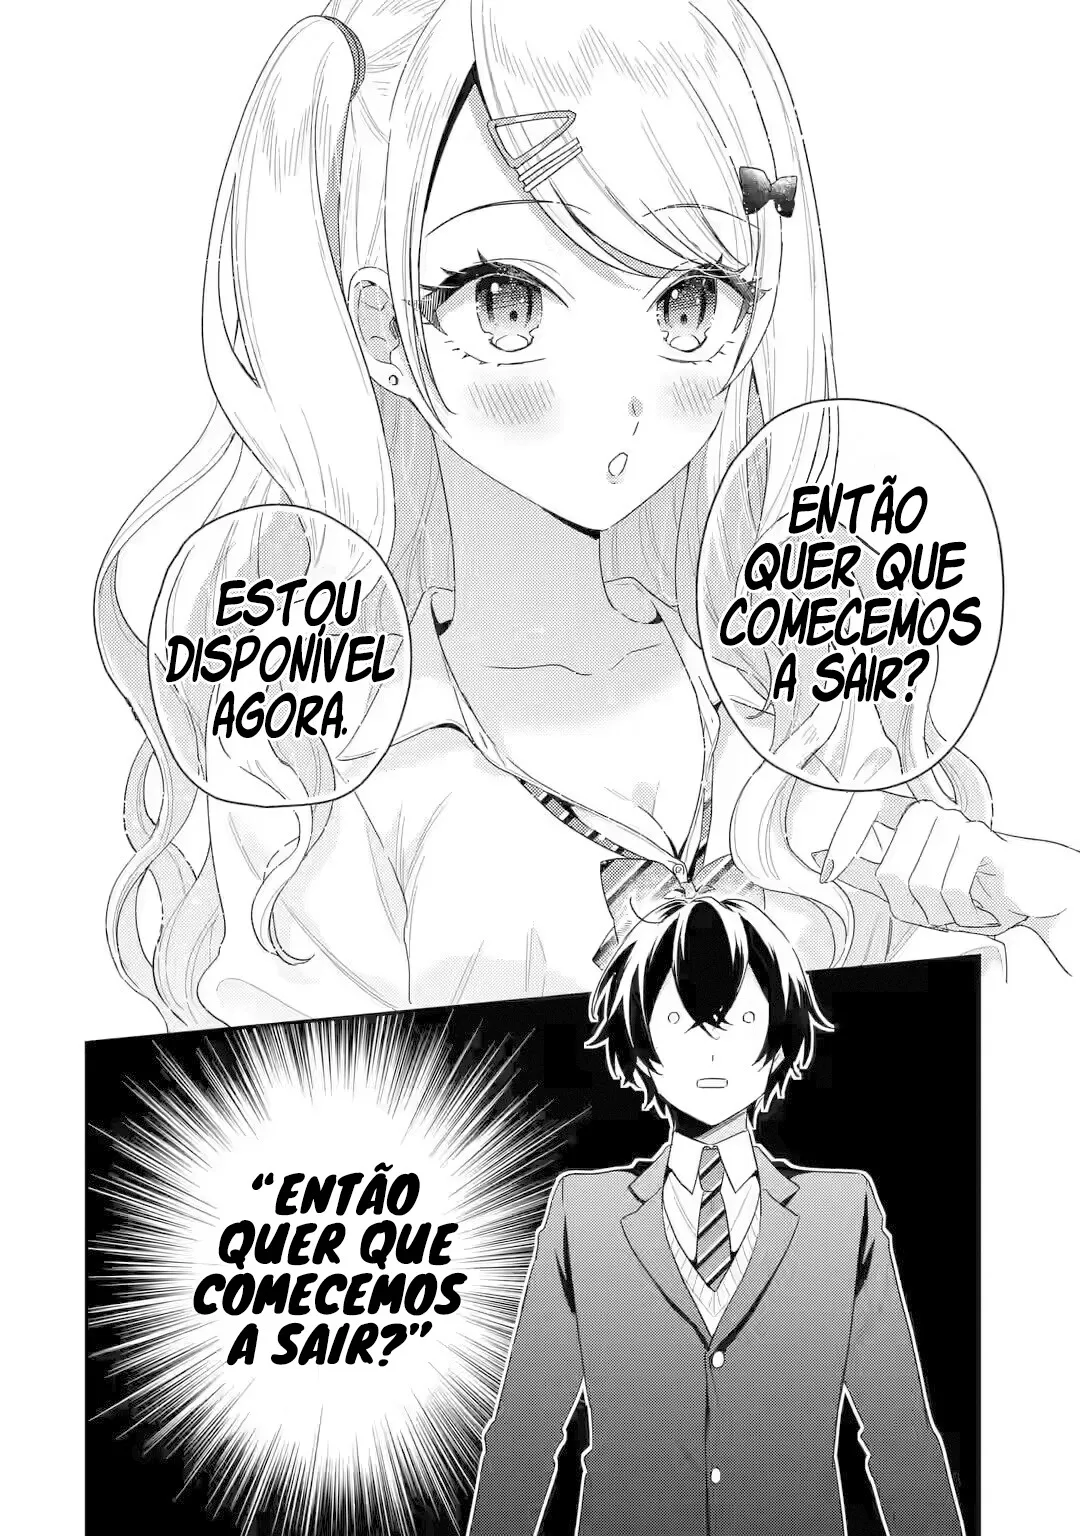 ENTÃO
QUER QUE
COMECEMOS
A SAIR?
ESTOU
DISPONÍVEL
AGORA.
"ENTÃO
QUER QUE
COMECEMOS
A SAIR?"